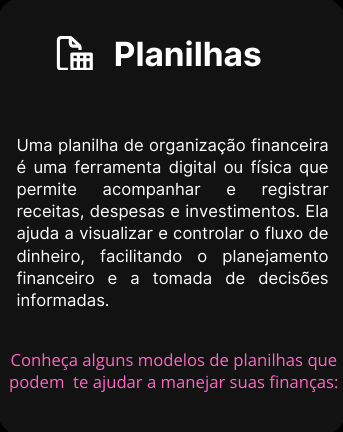 Planilhas
Uma planilha de organização financeira
é uma ferramenta digital ou física que
permite acompanhar e registrar
receitas, despesas e investimentos. Ela
ajuda a visualizar e controlar o fluxo de
dinheiro, facilitando o planejamento
financeiro e a tomada de decisões
informadas.
Conheça alguns modelos de planilhas que
podem  te ajudar a manejar suas finanças: